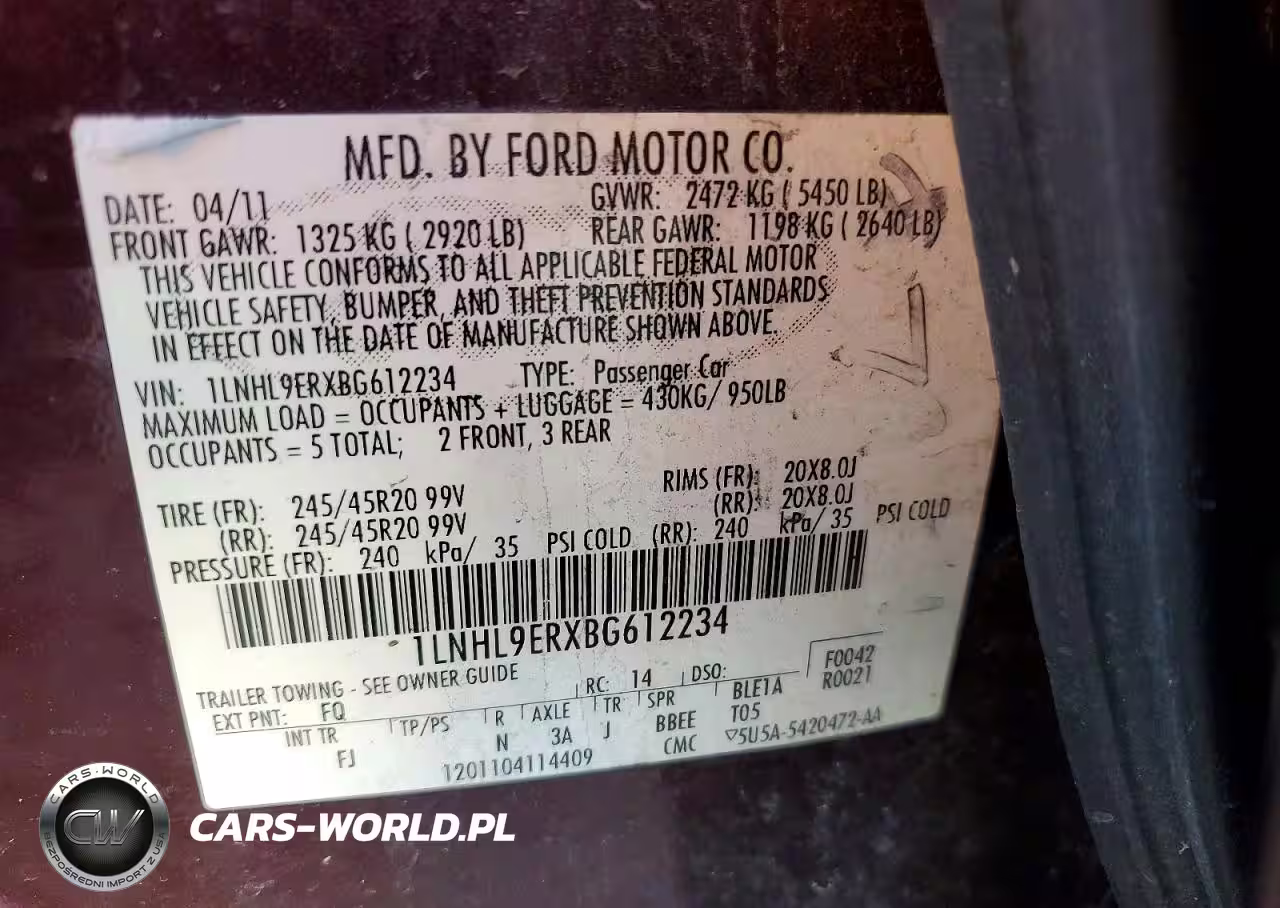 MFD. BY FORD MOTOR CO.
DATE: 04/11 GVWR: 2472 KG ( 5450 LB)
FRONT GAWR: 1325 KG ( 2920 LB) REAR GAWR: 1198 KG ( 2640 LB)
THIS VEHICLE CONFORMS TO ALL APPLICABLE FEDERAL MOTOR
VEHICLE SAFETY, BUMPER, AND THEFT PREVENTION STANDARDS
IN EFFECT ON THE DATE OF MANUFACTURE SHOWN ABOVE.
VIN: 1LNHL9ERXBG612234 TYPE: Passenger Car
MAXIMUM LOAD = OCCUPANTS + LUGGAGE = 430KG/ 950LB
OCCUPANTS = 5 TOTAL; 2 FRONT, 3 REAR
TIRE (FR): 245/45R20 99V RIMS (FR): 20X8.0J
(RR): 245/45R20 99V (RR): 20X8.0J
PRESSURE (FR): 240 kPa/ 35 PSI COLD (RR): 240 kPa/ 35 PSI COLD
1LNHL9ERXBG612234
TRAILER TOWING - SEE OWNER GUIDE RC: 14 DSO: F0042
EXT PNT: FQ R0021
INT TR TP/PS R AXLE TR SPR BLE1A
FJ N 3A J BBEE T05
1201104114409 CMC ▽5U5A-5420472-AA
CARS-WORLD
CW
BEZPOŚREDNI IMPORT Z USA
CARS-WORLD.PL